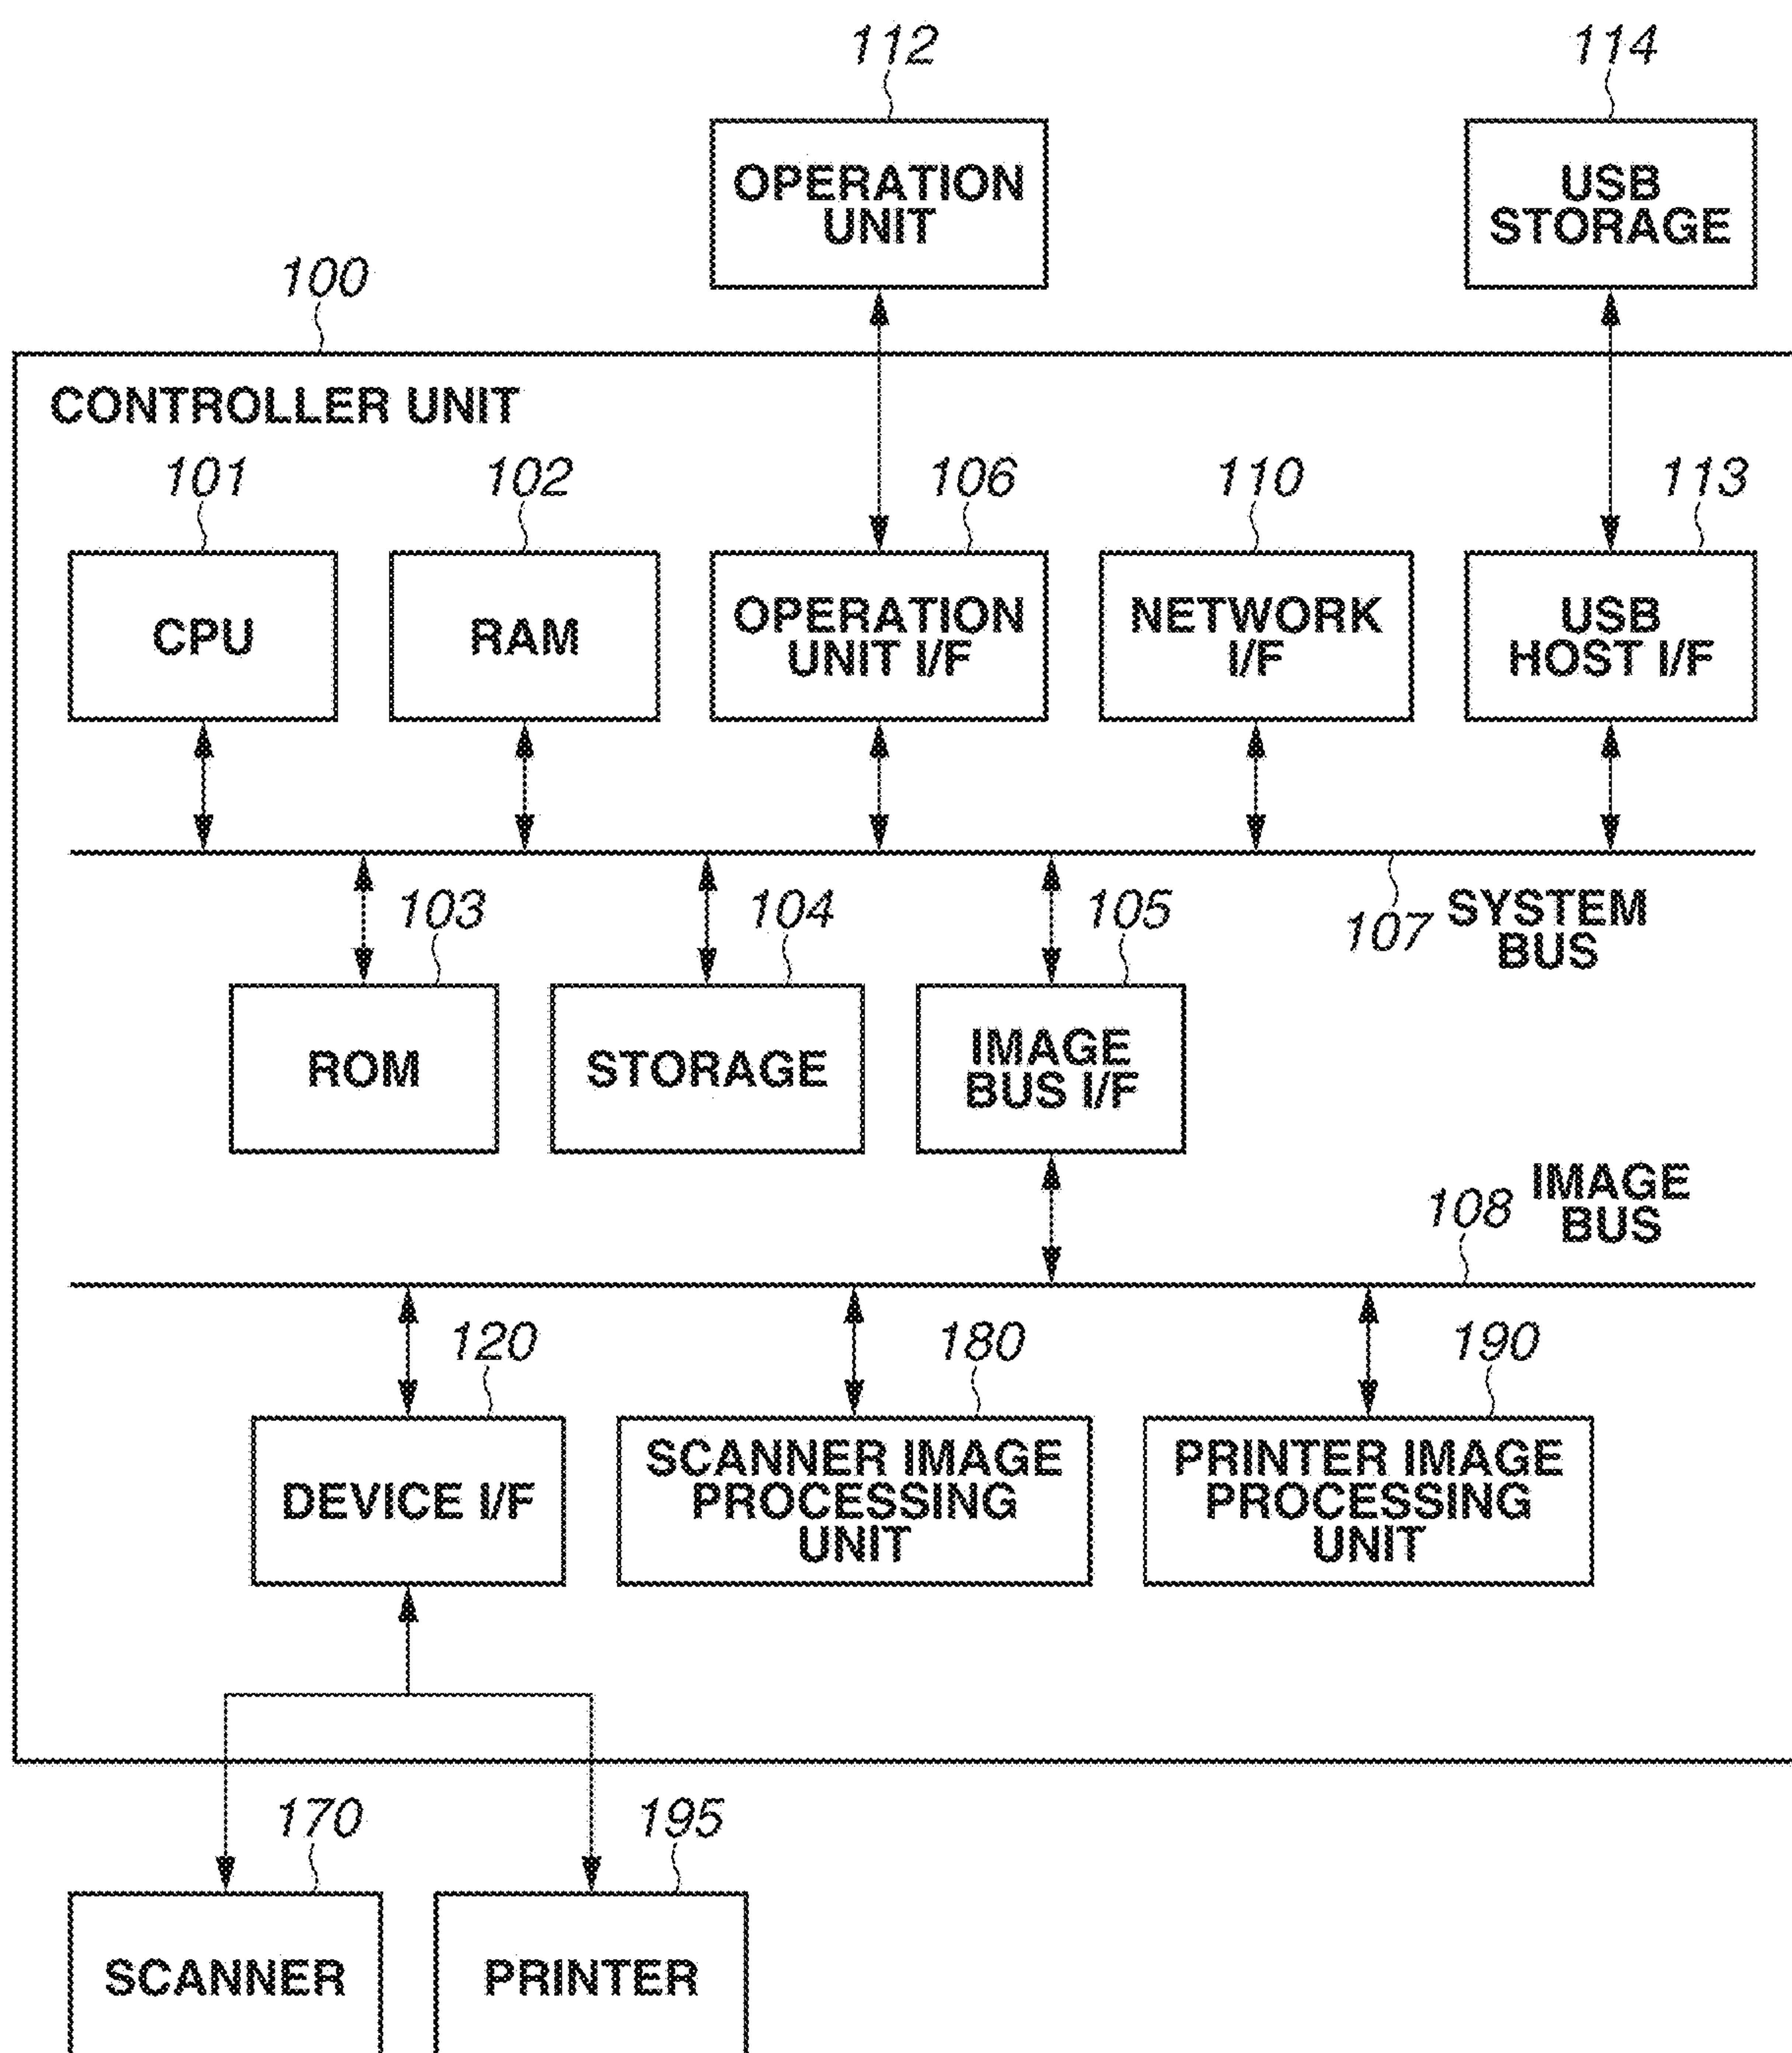 112
114
OPERATION
UNIT
USB
STORAGE
100
CONTROLLER UNIT
101
102
106
110
113
CPU
RAM
OPERATION
UNIT I/F
NETWORK
I/F
USB
HOST I/F
103
104
105
107
SYSTEM
BUS
ROM
STORAGE
IMAGE
BUS I/F
108
IMAGE
BUS
120
180
190
DEVICE I/F
SCANNER IMAGE
PROCESSING
UNIT
PRINTER IMAGE
PROCESSING
UNIT
170
195
SCANNER
PRINTER